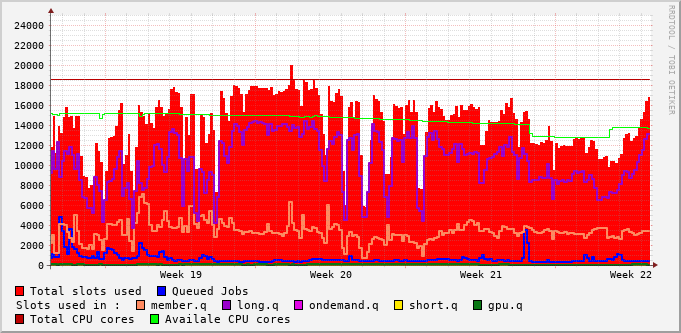 24000
22000
20000
18000
16000
14000
12000
10000
8000
6000
4000
2000
0
Week 19 Week 20 Week 21 Week 22
Total slots used Queued Jobs
Slots used in : member.q long.q ondemand.q short.q gpu.q
Total CPU cores Availale CPU cores
RRDTOOL / TOBI OETIKER